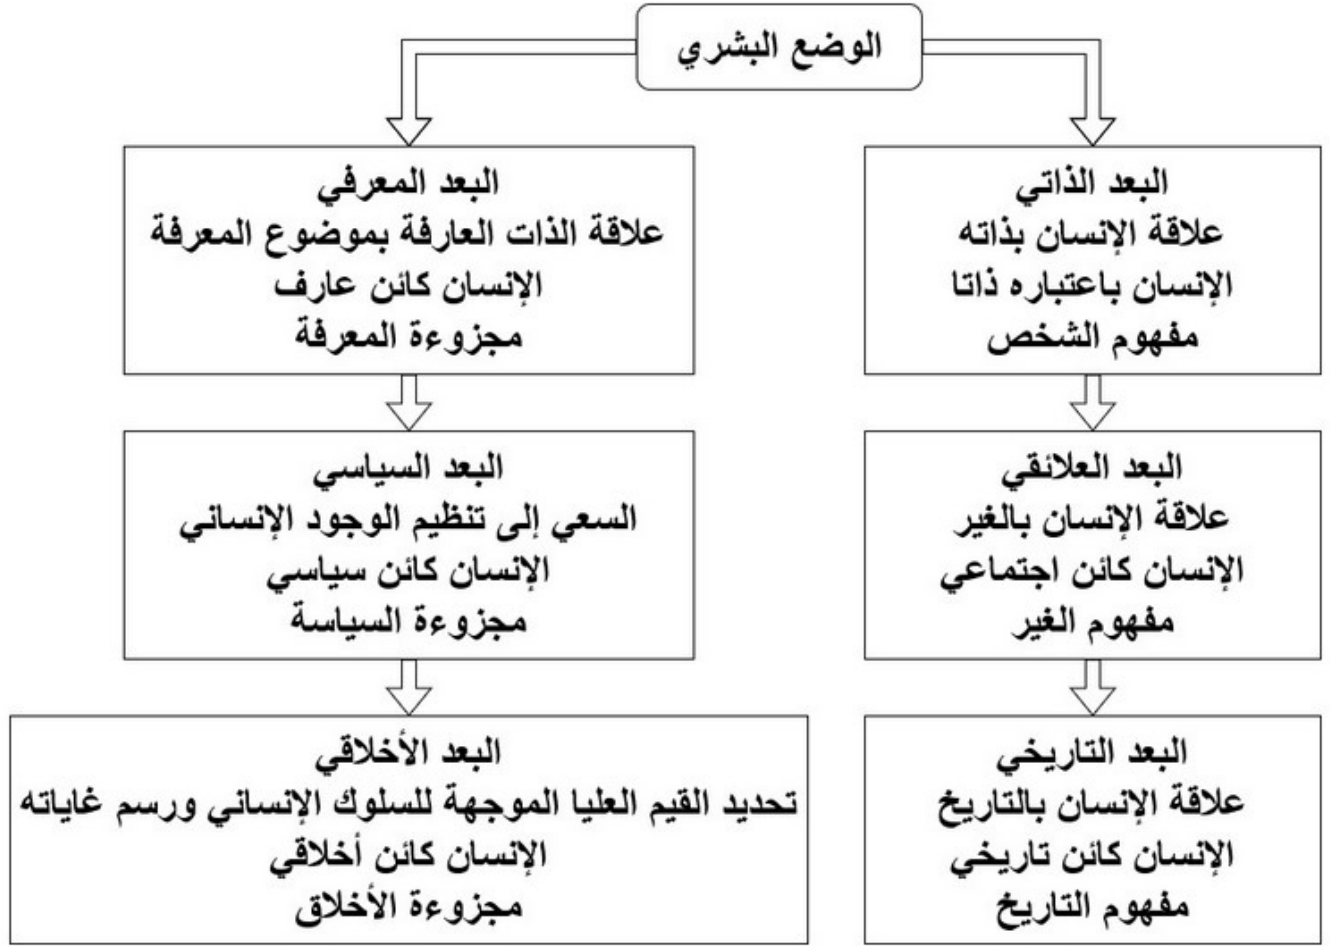 الوضع البشري
البعد الذاتي
علاقة الإنسان بذاته
الإنسان باعتباره ذاتا
مفهوم الشخص
البعد العلائقي
علاقة الإنسان بالغير
الإنسان كائن اجتماعي
مفهوم الغير
البعد التاريخي
علاقة الإنسان بالتاريخ
الإنسان كائن تاريخي
مفهوم التاريخ
البعد المعرفي
علاقة الذات العارفة بموضوع المعرفة
الإنسان كائن عارف
مجزوءة المعرفة
البعد السياسي
السعي إلى تنظيم الوجود الإنساني
الإنسان كائن سياسي
مجزوءة السياسة
البعد الأخلاقي
تحديد القيم العليا الموجهة للسلوك الإنساني ورسم غاياته
الإنسان كائن أخلاقي
مجزوءة الأخلاق